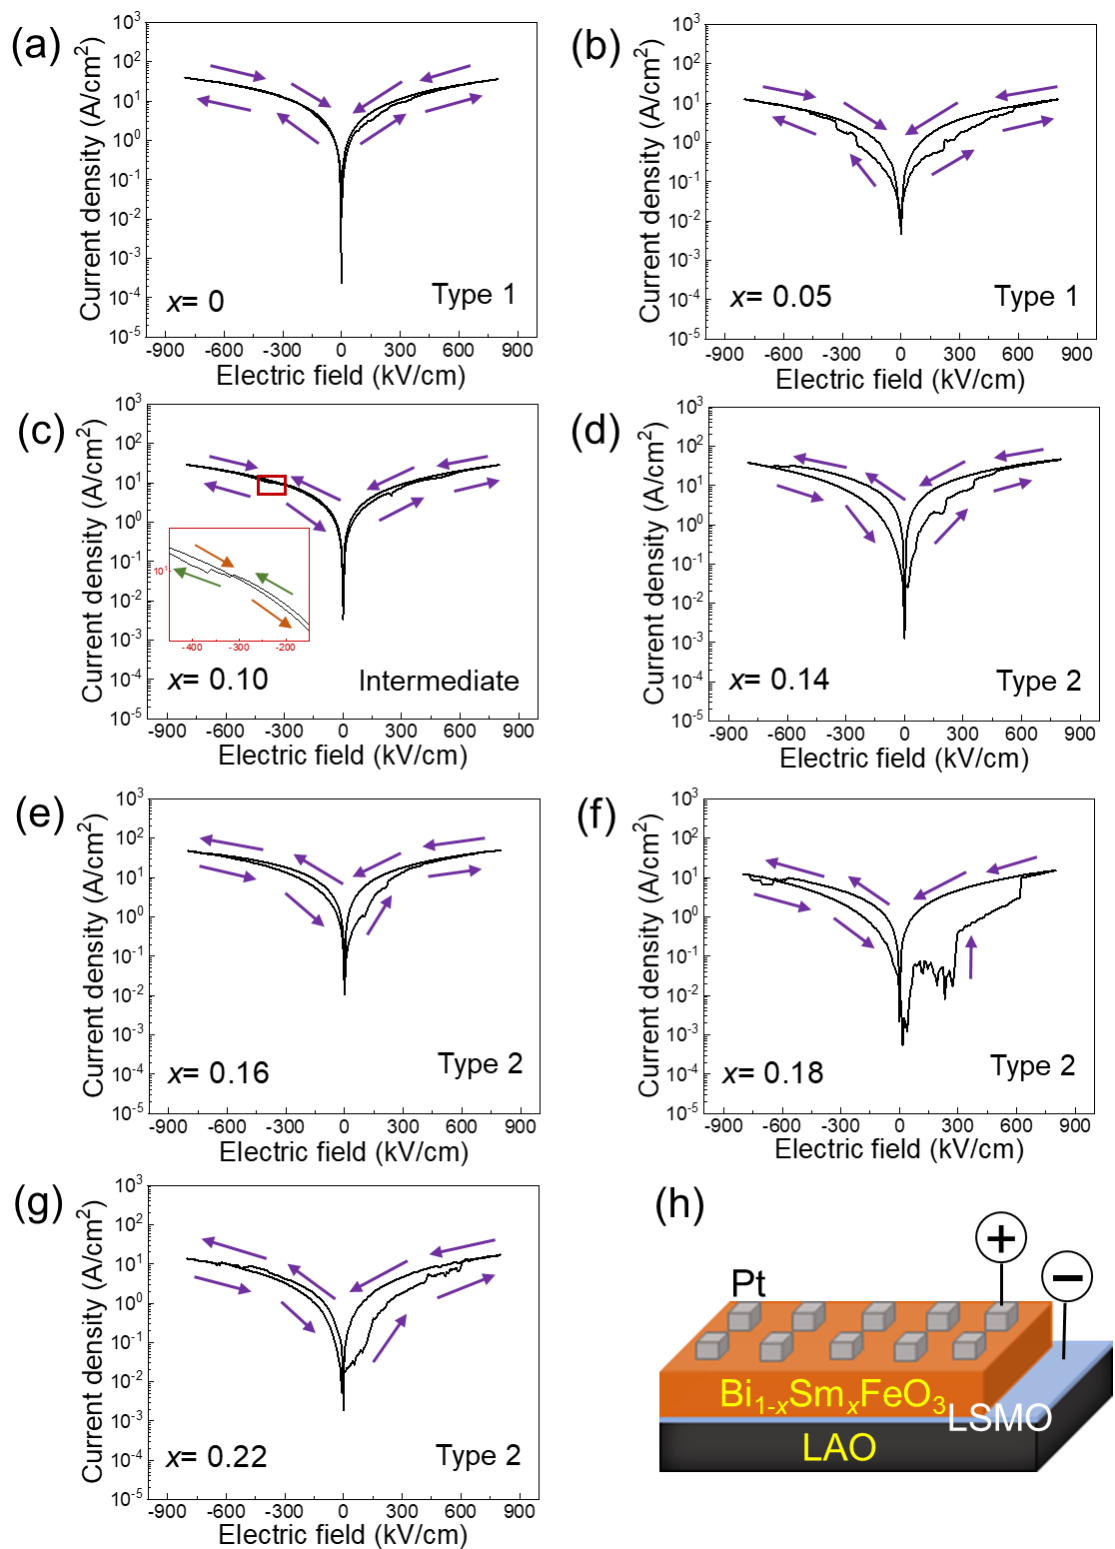 (a)
Current density (A/cm²)
10³
10²
10¹
10⁰
10⁻¹
10⁻²
10⁻³
10⁻⁴
10⁻⁵
x= 0
Type 1
-900 -600 -300 0 300 600 900
Electric field (kV/cm)
(b)
Current density (A/cm²)
10³
10²
10¹
10⁰
10⁻¹
10⁻²
10⁻³
10⁻⁴
10⁻⁵
x= 0.05
Type 1
-900 -600 -300 0 300 600 900
Electric field (kV/cm)
(c)
Current density (A/cm²)
10³
10²
10¹
10⁰
10⁻¹
10⁻²
10⁻³
10⁻⁴
10⁻⁵
10¹
-400 -300 -200
x= 0.10
Intermediate
-900 -600 -300 0 300 600 900
Electric field (kV/cm)
(d)
Current density (A/cm²)
10³
10²
10¹
10⁰
10⁻¹
10⁻²
10⁻³
10⁻⁴
10⁻⁵
x= 0.14
Type 2
-900 -600 -300 0 300 600 900
Electric field (kV/cm)
(e)
Current density (A/cm²)
10³
10²
10¹
10⁰
10⁻¹
10⁻²
10⁻³
10⁻⁴
10⁻⁵
x= 0.16
Type 2
-900 -600 -300 0 300 600 900
Electric field (kV/cm)
(f)
Current density (A/cm²)
10³
10²
10¹
10⁰
10⁻¹
10⁻²
10⁻³
10⁻⁴
10⁻⁵
x= 0.18
Type 2
-900 -600 -300 0 300 600 900
Electric field (kV/cm)
(g)
Current density (A/cm²)
10³
10²
10¹
10⁰
10⁻¹
10⁻²
10⁻³
10⁻⁴
10⁻⁵
x= 0.22
Type 2
-900 -600 -300 0 300 600 900
Electric field (kV/cm)
(h)
+
−
Pt
Bi₁₋ₓSmₓFeO₃
LSMO
LAO